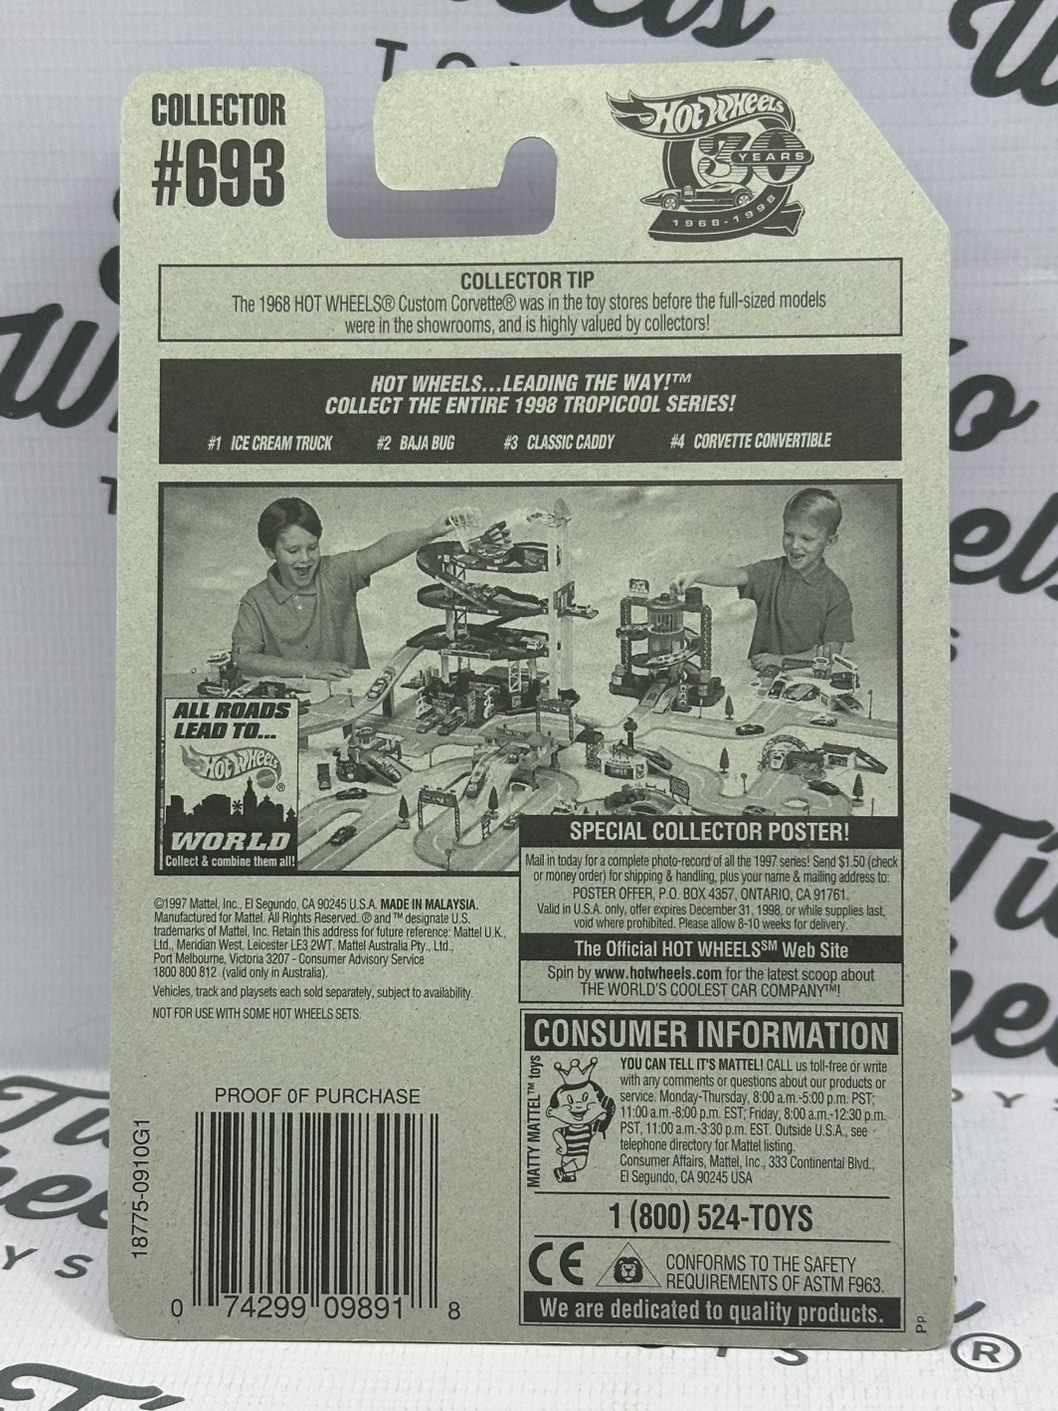 COLLECTOR
#693
HOT WHEELS
30
YEARS
1968-1998
COLLECTOR TIP
The 1968 HOT WHEELS® Custom Corvette® was in the toy stores before the full-sized models
were in the showrooms, and is highly valued by collectors!
HOT WHEELS...LEADING THE WAY!™
COLLECT THE ENTIRE 1998 TROPICOOL SERIES!
#1 ICE CREAM TRUCK #2 BAJA BUG #3 CLASSIC CADDY #4 CORVETTE CONVERTIBLE
ALL ROADS
LEAD TO...
HOT WHEELS®
WORLD
Collect & combine them all!
SPECIAL COLLECTOR POSTER!
Mail in today for a complete photo-record of all the 1997 series! Send $1.50 (check
or money order) for shipping & handling, plus your name & mailing address to:
POSTER OFFER, P.O. BOX 4357, ONTARIO, CA 91761.
Valid in U.S.A. only, offer expires December 31, 1998, or while supplies last,
void where prohibited. Please allow 8-10 weeks for delivery.
The Official HOT WHEELS℠ Web Site
Spin by www.hotwheels.com for the latest scoop about
THE WORLD'S COOLEST CAR COMPANY™!
©1997 Mattel, Inc., El Segundo, CA 90245 U.S.A. MADE IN MALAYSIA.
Manufactured for Mattel. All Rights Reserved. ® and ™ designate U.S.
trademarks of Mattel, Inc. Retain this address for future reference: Mattel U.K.,
Ltd., Meridian West, Leicester LE3 2WT. Mattel Australia Pty., Ltd.,
Port Melbourne, Victoria 3207 - Consumer Advisory Service
1800 800 812 (valid only in Australia).
Vehicles, track and playsets each sold separately, subject to availability.
NOT FOR USE WITH SOME HOT WHEELS SETS.
CONSUMER INFORMATION
MATTY MATTEL™ toys
YOU CAN TELL IT'S MATTEL! CALL us toll-free or write
with any comments or questions about our products or
service. Monday-Thursday, 8:00 a.m.-5:00 p.m. PST;
11:00 a.m.-8:00 p.m. EST; Friday, 8:00 a.m.-12:30 p.m.
PST, 11:00 a.m.-3:30 p.m. EST. Outside U.S.A., see
telephone directory for Mattel listing.
Consumer Affairs, Mattel, Inc., 333 Continental Blvd.,
El Segundo, CA 90245 USA
1 (800) 524-TOYS
CE
CONFORMS TO THE SAFETY
REQUIREMENTS OF ASTM F963.
We are dedicated to quality products.
PP
PROOF OF PURCHASE
18775-0910G1
0 74299 09891 8
®